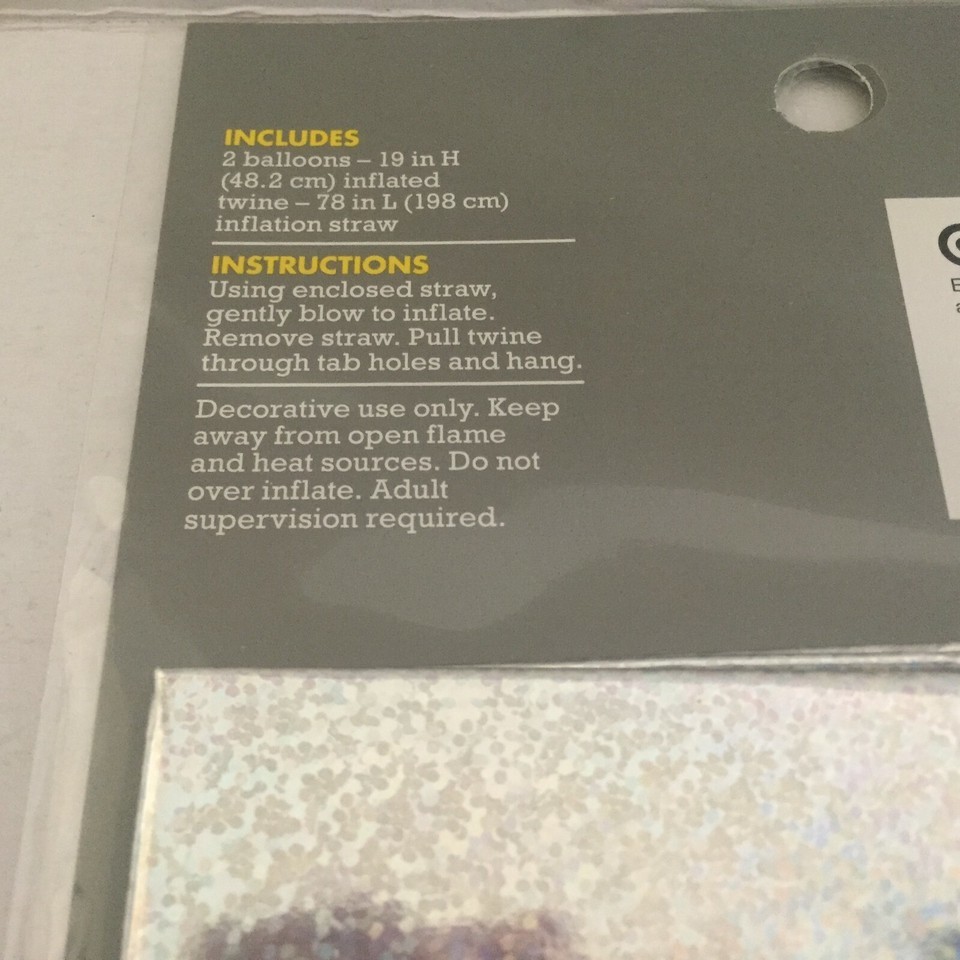 INCLUDES
2 balloons – 19 in H
(48.2 cm) inflated
twine – 78 in L (198 cm)
inflation straw
INSTRUCTIONS
Using enclosed straw,
gently blow to inflate.
Remove straw. Pull twine
through tab holes and hang.
Decorative use only. Keep
away from open flame
and heat sources. Do not
over inflate. Adult
supervision required.